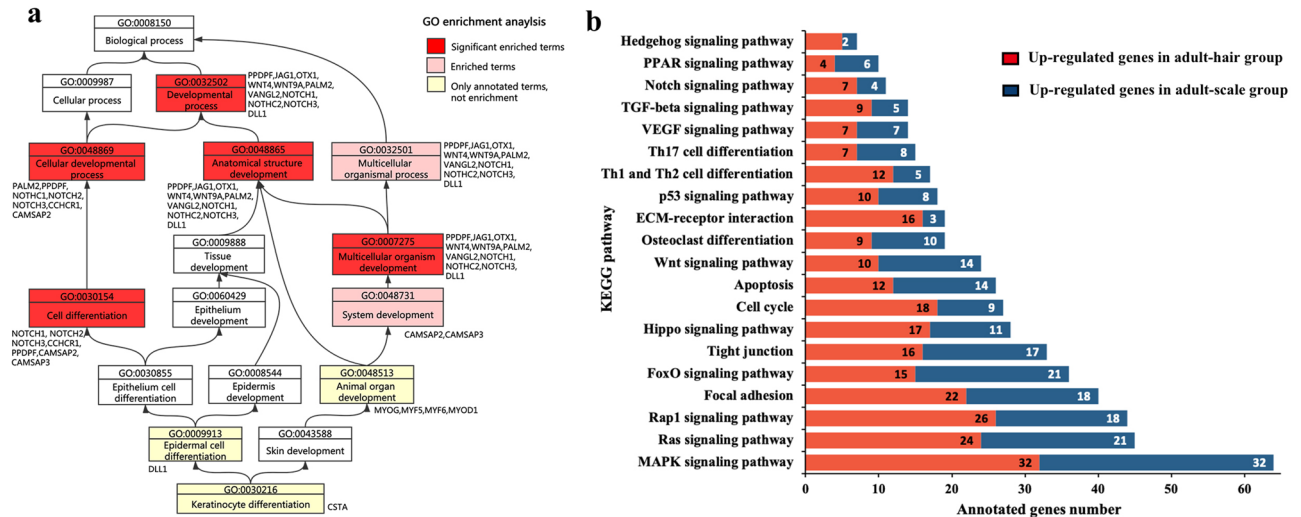 a
GO:0008150
Biological process
GO enrichment anaylsis
Significant enriched terms
Enriched terms
Only annotated terms,
not enrichment
GO:0009987
Cellular process
GO:0032502
Developmental
process
PPDPF,JAG1,OTX1,
WNT4,WNT9A,PALM2,
VANGL2,NOTCH1,
NOTHC2,NOTCH3,
DLL1
GO:0048869
Cellular developmental
process
PALM2,PPDPF,
NOTHC1,NOTCH2,
NOTCH3,CCHCR1,
CAMSAP2
GO:0048865
Anatomical structure
development
PPDPF,JAG1,OTX1,
WNT4,WNT9A,PALM2,
VANGL2,NOTCH1,
NOTHC2,NOTCH3,
DLL1
GO:0032501
Multicellular
organismal process
PPDPF,JAG1,OTX1,
WNT4,WNT9A,PALM2,
VANGL2,NOTCH1,
NOTHC2,NOTCH3,
DLL1
GO:0009888
Tissue
development
GO:0007275
Multicellular organism
development
PPDPF,JAG1,OTX1,
WNT4,WNT9A,PALM2,
VANGL2,NOTCH1,
NOTHC2,NOTCH3,
DLL1
GO:0030154
Cell differentiation
NOTCH1, NOTCH2,
NOTCH3,CCHCR1,
PPDPF,CAMSAP2,
CAMSAP3
GO:0060429
Epithelium
development
GO:0048731
System development
CAMSAP2,CAMSAP3
GO:0030855
Epithelium cell
differentiation
GO:0008544
Epidermis
development
GO:0048513
Animal organ
development
MYOG,MYF5,MYF6,MYOD1
GO:0009913
Epidermal cell
differentiation
DLL1
GO:0043588
Skin development
GO:0030216
Keratinocyte differentiation
CSTA
b
Up-regulated genes in adult-hair group
Up-regulated genes in adult-scale group
KEGG pathway
Hedgehog signaling pathway 2
PPAR signaling pathway 4 6
Notch signaling pathway 7 4
TGF-beta signaling pathway 9 5
VEGF signaling pathway 7 7
Th17 cell differentiation 7 8
Th1 and Th2 cell differentiation 12 5
p53 signaling pathway 10 8
ECM-receptor interaction 16 3
Osteoclast differentiation 9 10
Wnt signaling pathway 10 14
Apoptosis 12 14
Cell cycle 18 9
Hippo signaling pathway 17 11
Tight junction 16 17
FoxO signaling pathway 15 21
Focal adhesion 22 18
Rap1 signaling pathway 26 18
Ras signaling pathway 24 21
MAPK signaling pathway 32 32
0 10 20 30 40 50 60
Annotated genes number